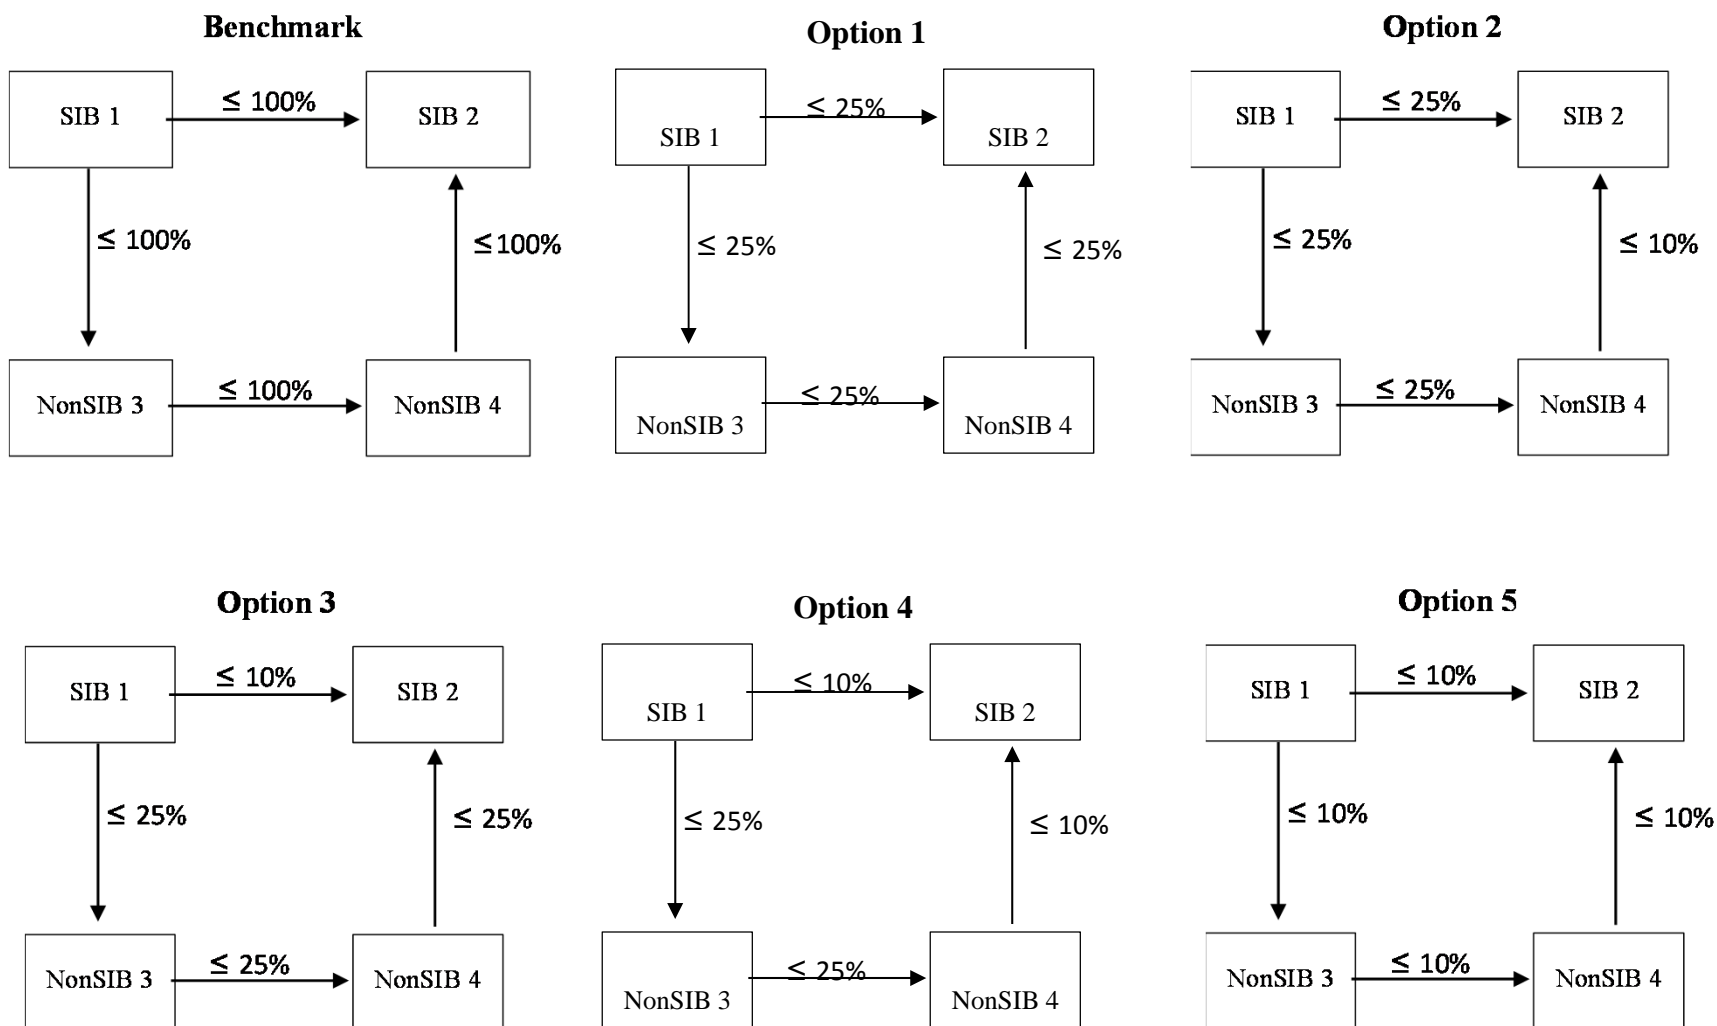 Benchmark
SIB 1
≤ 100%
SIB 2
≤ 100%
≤100%
NonSIB 3
≤ 100%
NonSIB 4
Option 1
SIB 1
≤ 25%
SIB 2
≤ 25%
≤ 25%
NonSIB 3
≤ 25%
NonSIB 4
Option 2
SIB 1
≤ 25%
SIB 2
≤ 25%
≤ 10%
NonSIB 3
≤ 25%
NonSIB 4
Option 3
SIB 1
≤ 10%
SIB 2
≤ 25%
≤ 25%
NonSIB 3
≤ 25%
NonSIB 4
Option 4
SIB 1
≤ 10%
SIB 2
≤ 25%
≤ 10%
NonSIB 3
≤ 25%
NonSIB 4
Option 5
SIB 1
≤ 10%
SIB 2
≤ 10%
≤ 10%
NonSIB 3
≤ 10%
NonSIB 4